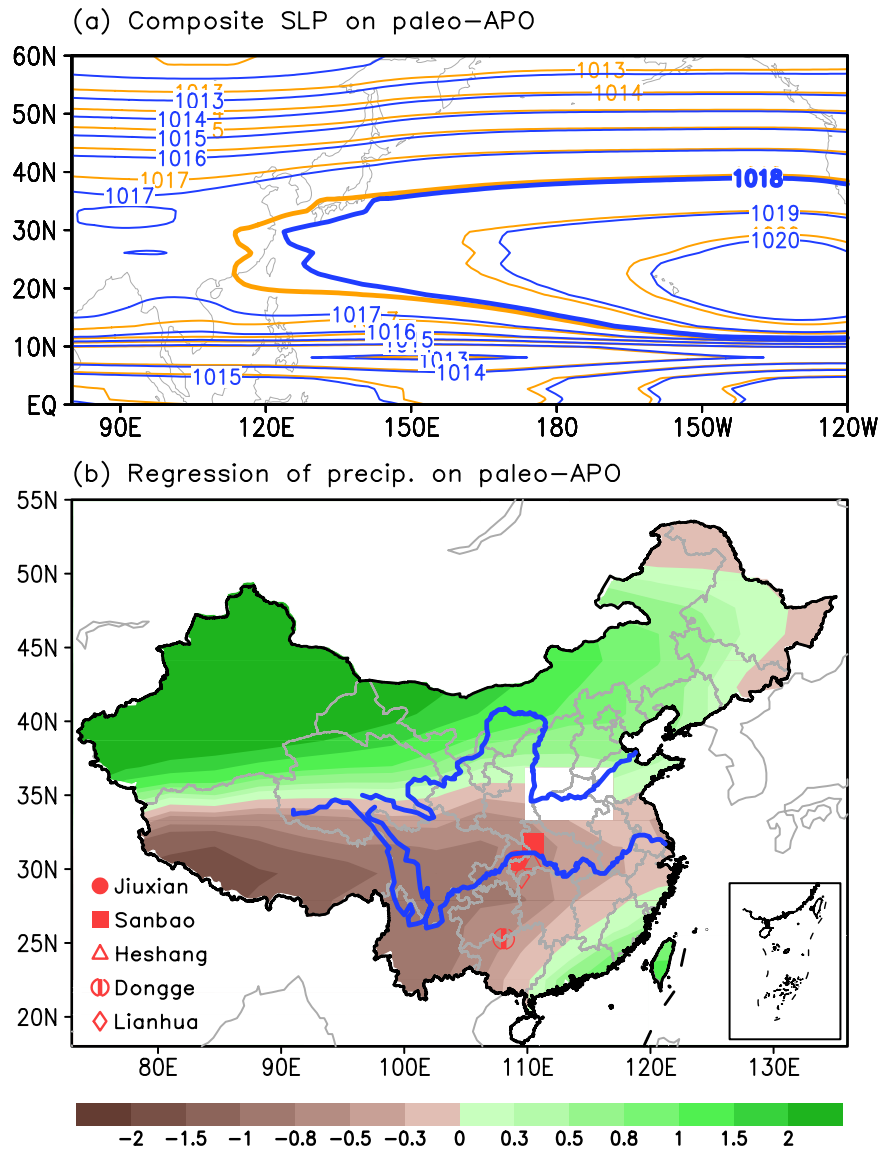 (a) Composite SLP on paleo-APO
60N
50N
40N
30N
20N
10N
EQ
1013
1014
1013
1014
1015
1016
1017
1017
1018
1019
1020
1017
1016
1013
1014
1015
90E 120E 150E 180 150W 120W
(b) Regression of precip. on paleo-APO
55N
50N
45N
40N
35N
30N
25N
20N
Jiuxian
Sanbao
Heshang
Dongge
Lianhua
80E 90E 100E 110E 120E 130E
-2 -1.5 -1 -0.8 -0.5 -0.3 0 0.3 0.5 0.8 1 1.5 2